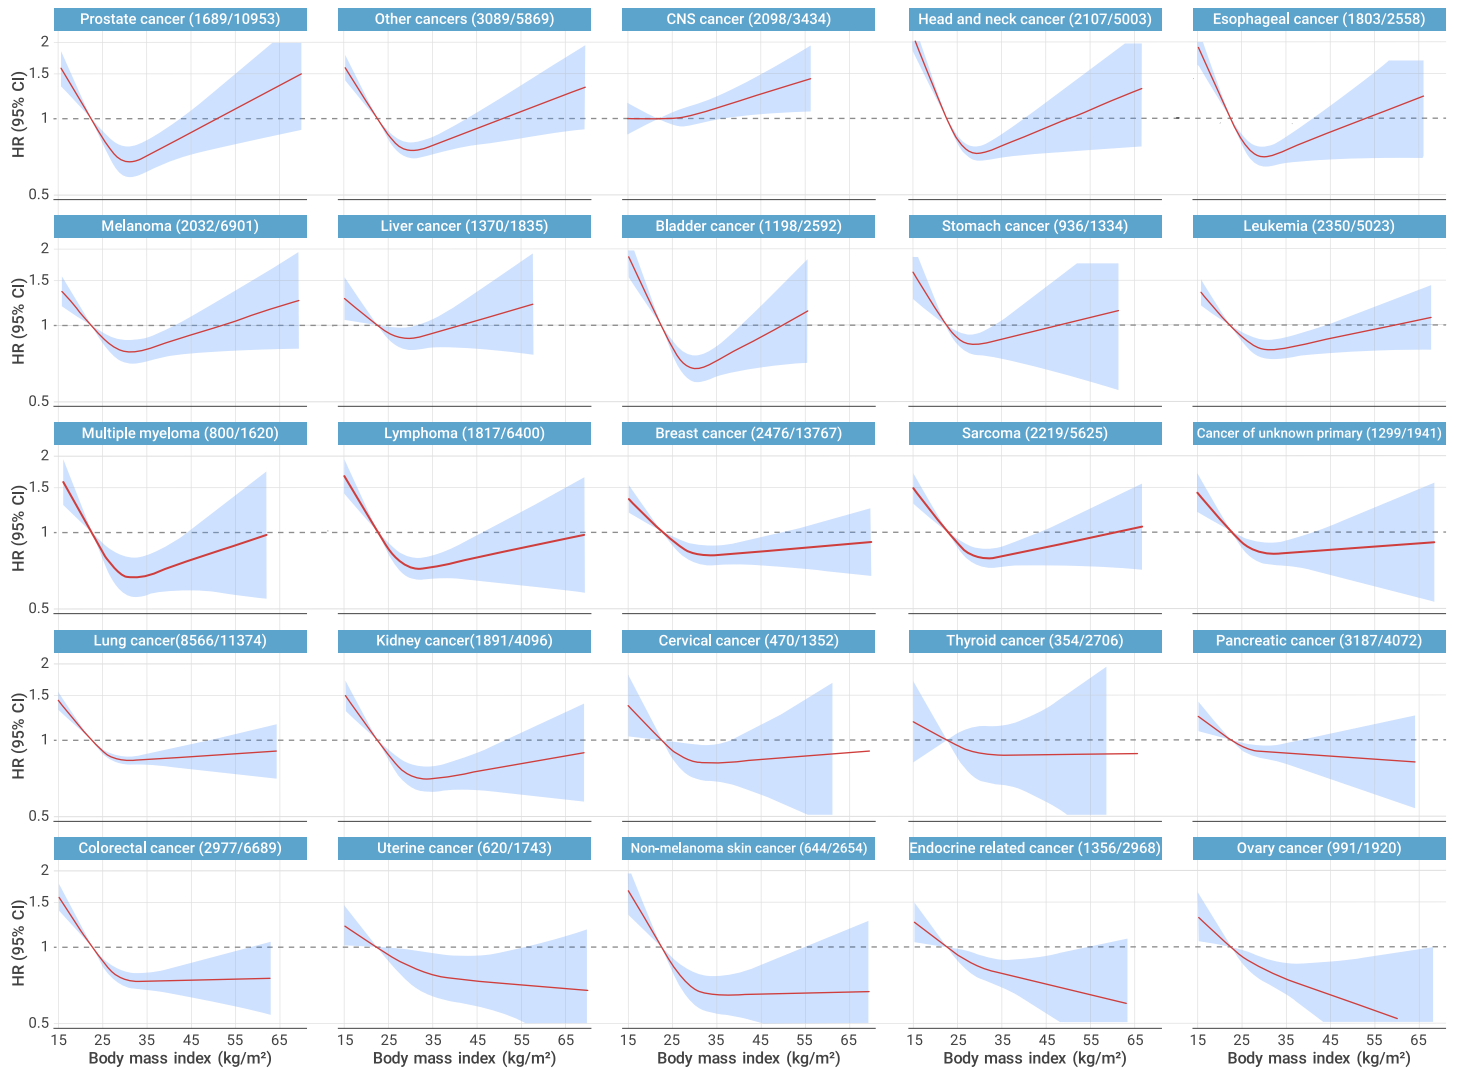 Prostate cancer (1689/10953) Other cancers (3089/5869) CNS cancer (2098/3434) Head and neck cancer (2107/5003) Esophageal cancer (1803/2558)
2
1.5
1
0.5
HR (95% CI)
Melanoma (2032/6901) Liver cancer (1370/1835) Bladder cancer (1198/2592) Stomach cancer (936/1334) Leukemia (2350/5023)
2
1.5
1
0.5
HR (95% CI)
Multiple myeloma (800/1620) Lymphoma (1817/6400) Breast cancer (2476/13767) Sarcoma (2219/5625) Cancer of unknown primary (1299/1941)
2
1.5
1
0.5
HR (95% CI)
Lung cancer(8566/11374) Kidney cancer(1891/4096) Cervical cancer (470/1352) Thyroid cancer (354/2706) Pancreatic cancer (3187/4072)
2
1.5
1
0.5
HR (95% CI)
Colorectal cancer (2977/6689) Uterine cancer (620/1743) Non-melanoma skin cancer (644/2654) Endocrine related cancer (1356/2968) Ovary cancer (991/1920)
2
1.5
1
0.5
HR (95% CI)
15 25 35 45 55 65 15 25 35 45 55 65 15 25 35 45 55 65 15 25 35 45 55 65 15 25 35 45 55 65
Body mass index (kg/m²) Body mass index (kg/m²) Body mass index (kg/m²) Body mass index (kg/m²) Body mass index (kg/m²)